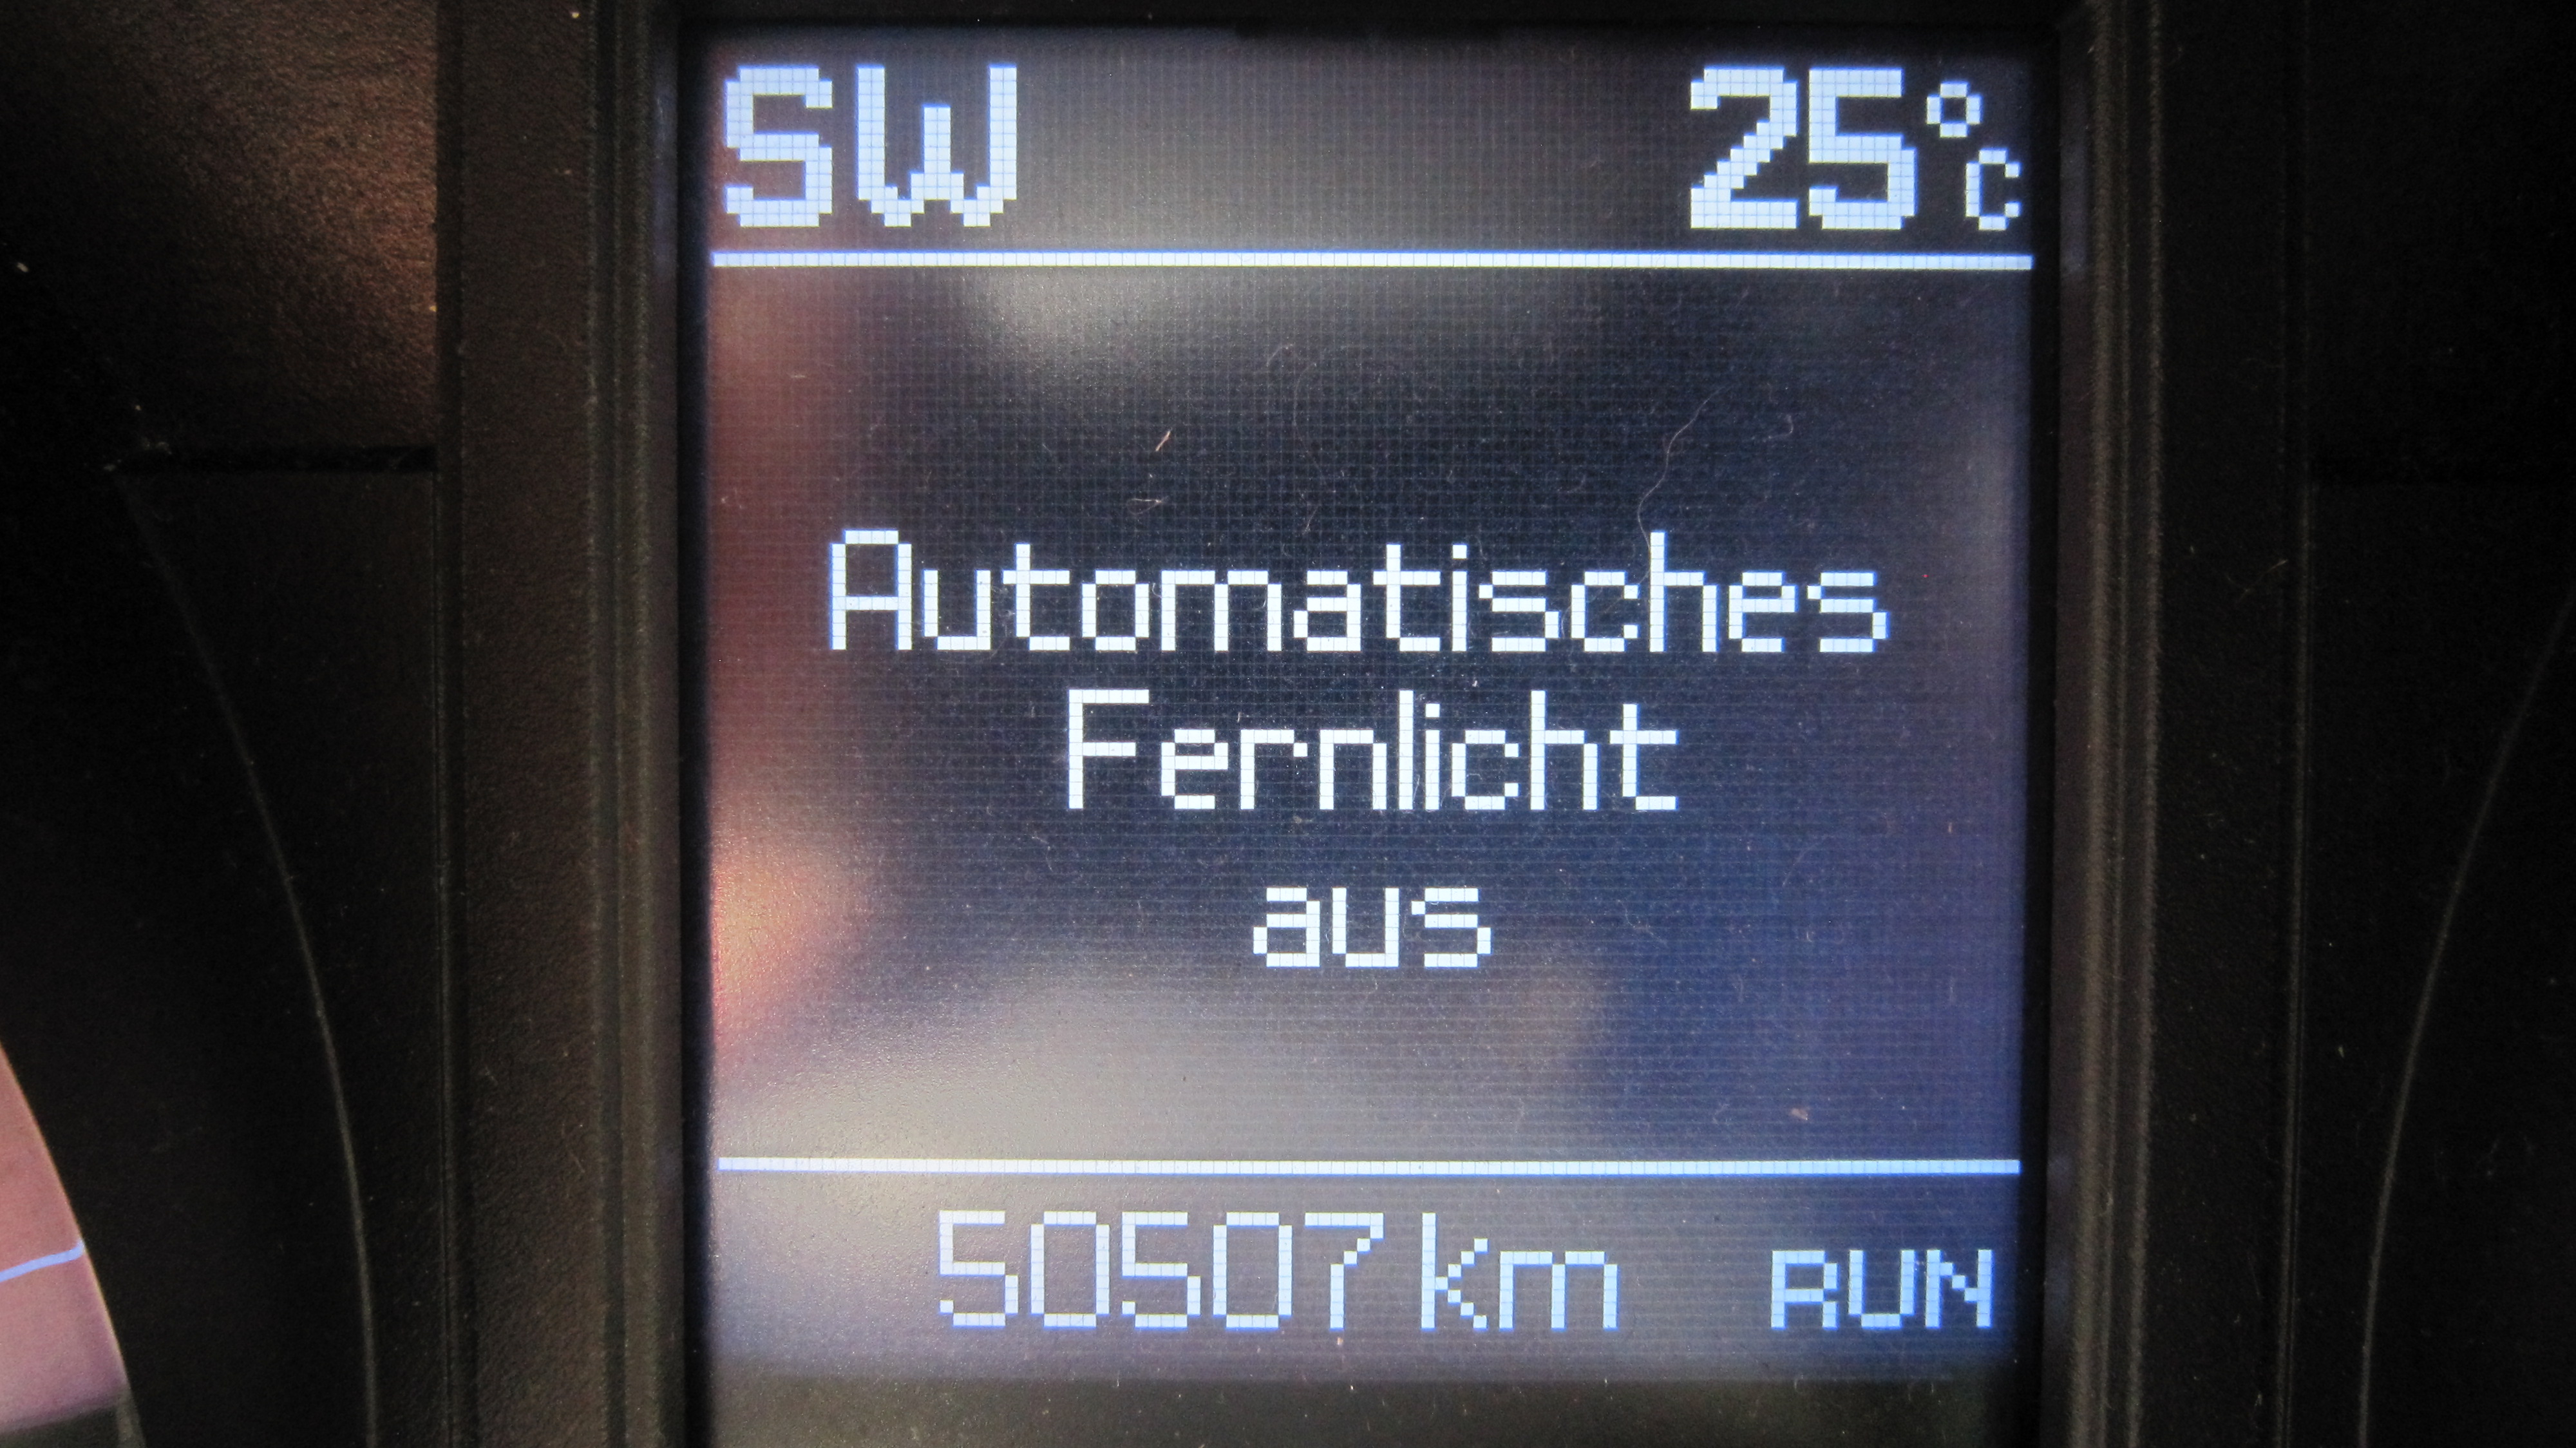 SW 25°C
Automatisches
Fernlicht
aus
50507 km RUN